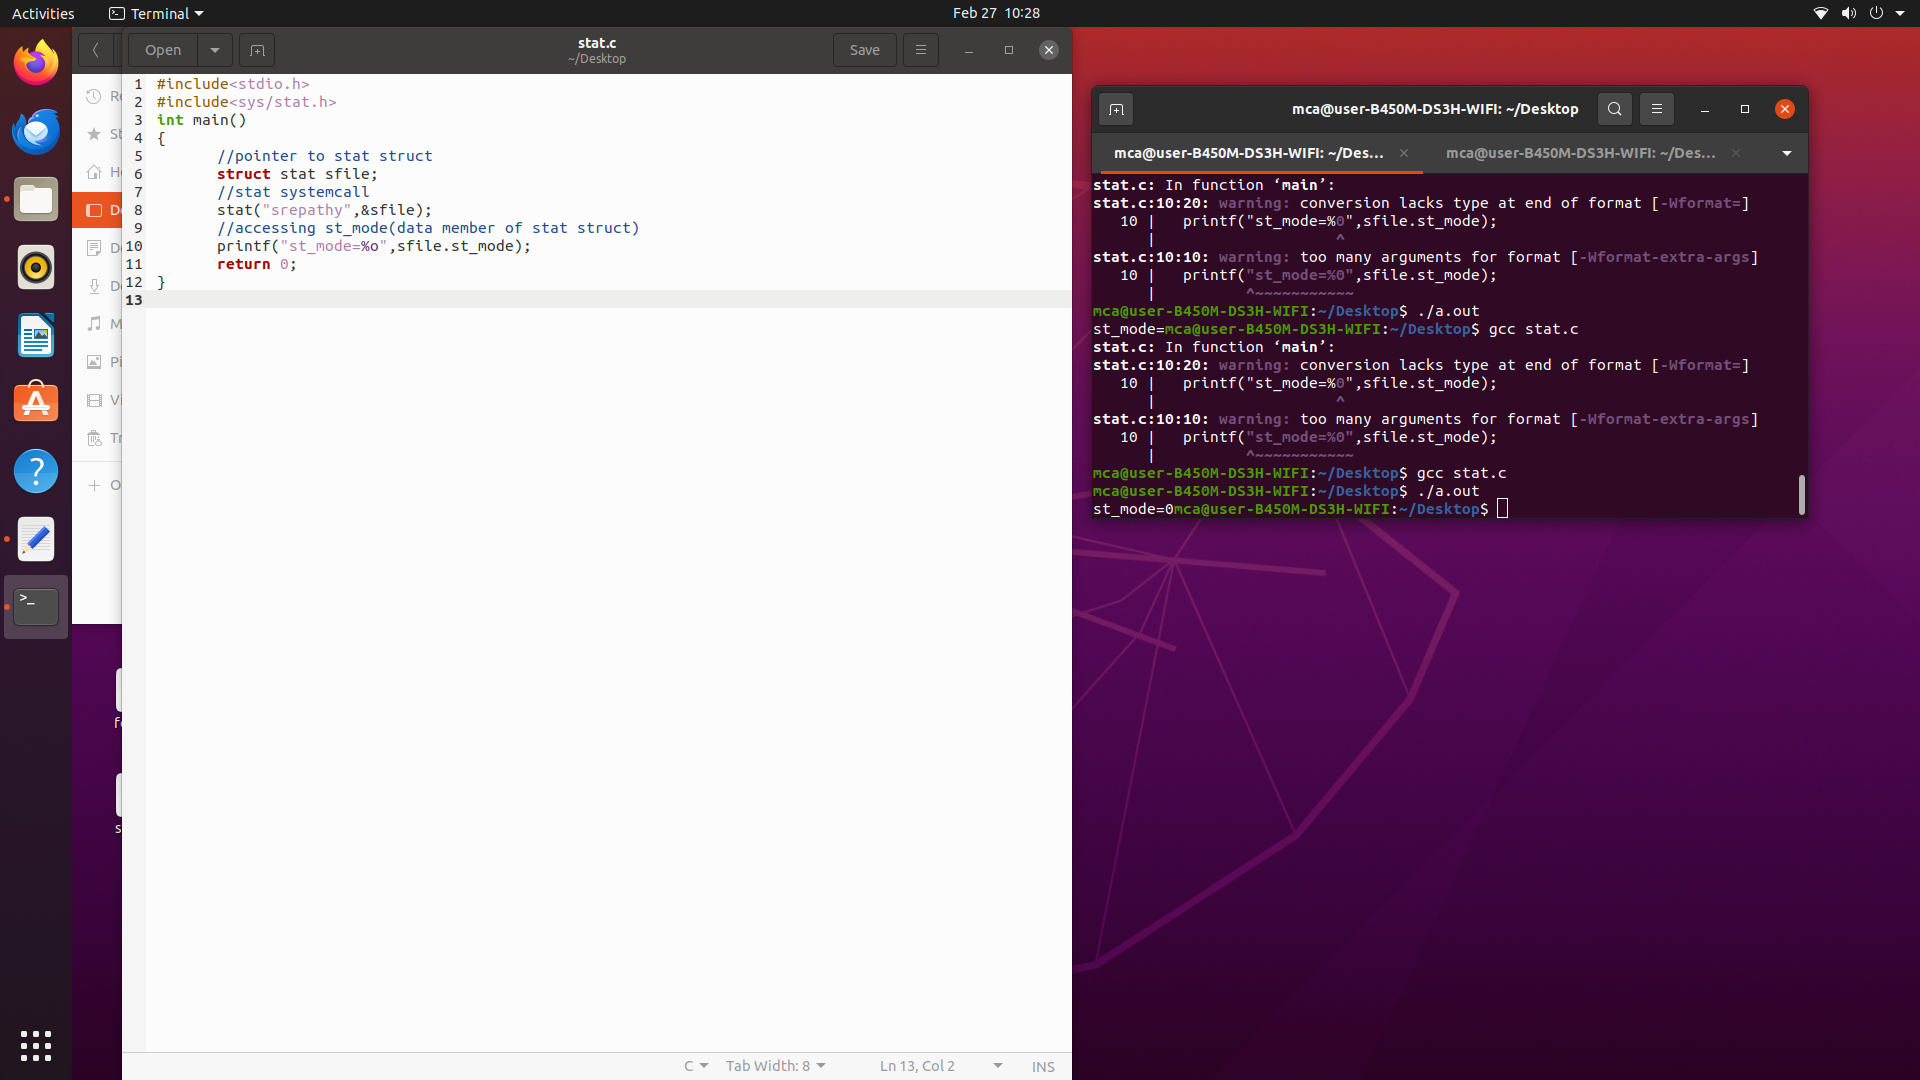 Activities
Terminal
Feb 27 10:28
Open
stat.c
~/Desktop
Save
1 #include<stdio.h>
2 #include<sys/stat.h>
3 int main()
4 {
5 //pointer to stat struct
6 struct stat sfile;
7 //stat systemcall
8 stat("srepathy",&sfile);
9 //accessing st_mode(data member of stat struct)
10 printf("st_mode=%o",sfile.st_mode);
11 return 0;
12 }
13
C
Tab Width: 8
Ln 13, Col 2
INS
mca@user-B450M-DS3H-WIFI: ~/Desktop
mca@user-B450M-DS3H-WIFI: ~/Des...
mca@user-B450M-DS3H-WIFI: ~/Des...
stat.c: In function ‘main’:
stat.c:10:20: warning: conversion lacks type at end of format [-Wformat=]
10 | printf("st_mode=%0",sfile.st_mode);
| ^
stat.c:10:10: warning: too many arguments for format [-Wformat-extra-args]
10 | printf("st_mode=%0",sfile.st_mode);
| ^~~~~~~~~~~~
mca@user-B450M-DS3H-WIFI:~/Desktop$ ./a.out
st_mode=mca@user-B450M-DS3H-WIFI:~/Desktop$ gcc stat.c
stat.c: In function ‘main’:
stat.c:10:20: warning: conversion lacks type at end of format [-Wformat=]
10 | printf("st_mode=%0",sfile.st_mode);
| ^
stat.c:10:10: warning: too many arguments for format [-Wformat-extra-args]
10 | printf("st_mode=%0",sfile.st_mode);
| ^~~~~~~~~~~~
mca@user-B450M-DS3H-WIFI:~/Desktop$ gcc stat.c
mca@user-B450M-DS3H-WIFI:~/Desktop$ ./a.out
st_mode=0mca@user-B450M-DS3H-WIFI:~/Desktop$